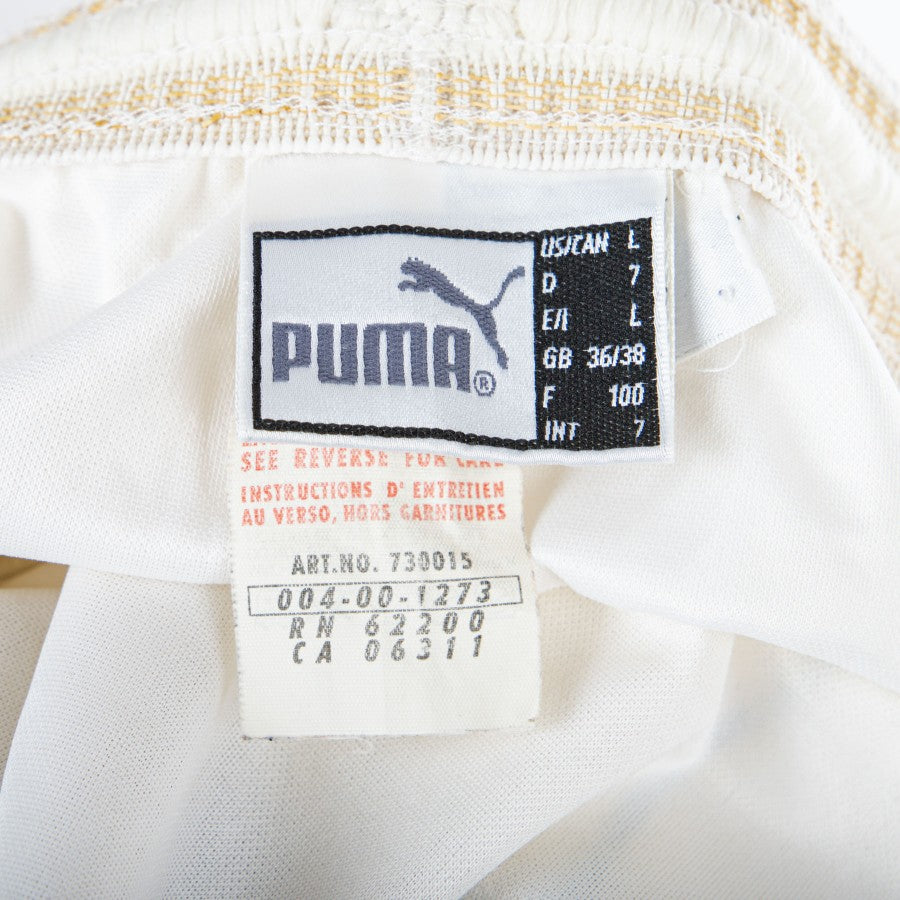 PUMA®
US/CAN L
D 7
E/I L
GB 36/38
F 100
INT 7
SEE REVERSE FOR CARE
INSTRUCTIONS D' ENTRETIEN
AU VERSO, HORS GARNITURES
ART.NO. 730015
004-00-1273
RN 62200
CA 06311